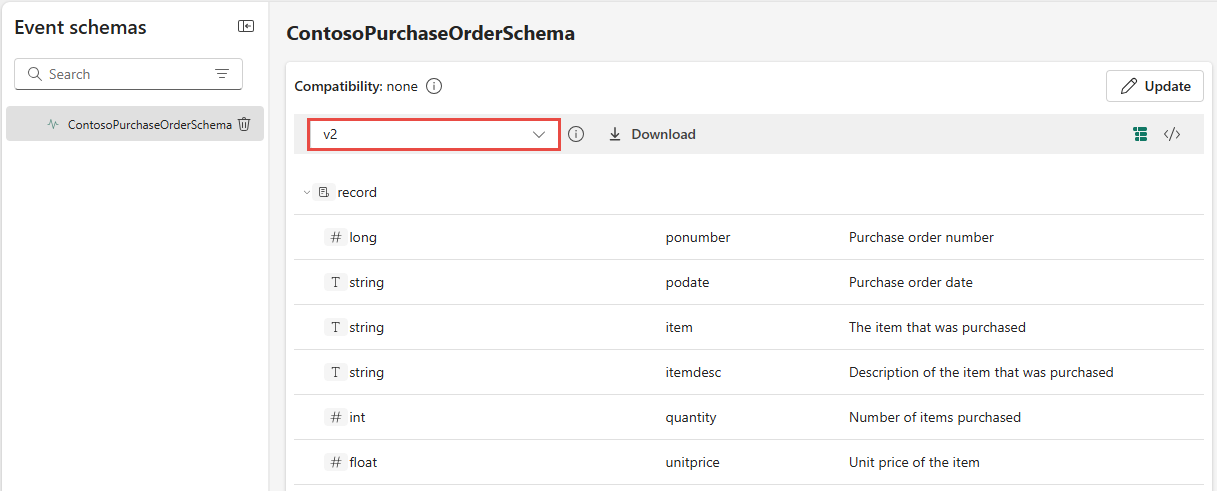 Event schemas
Search
ContosoPurchaseOrderSchema
ContosoPurchaseOrderSchema
Compatibility: none
Update
v2
Download
record
# long ponumber Purchase order number
T string podate Purchase order date
T string item The item that was purchased
T string itemdesc Description of the item that was purchased
# int quantity Number of items purchased
# float unitprice Unit price of the item